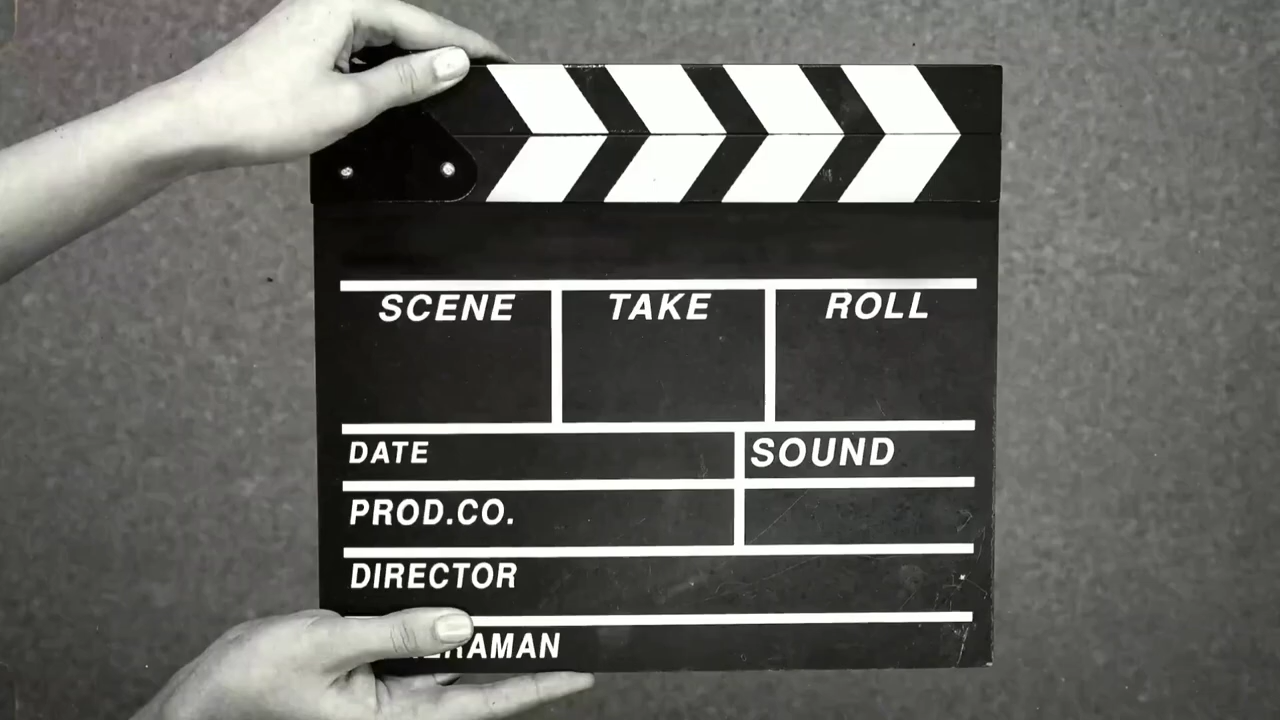 SCENE TAKE ROLL
DATE SOUND
PROD.CO.
DIRECTOR